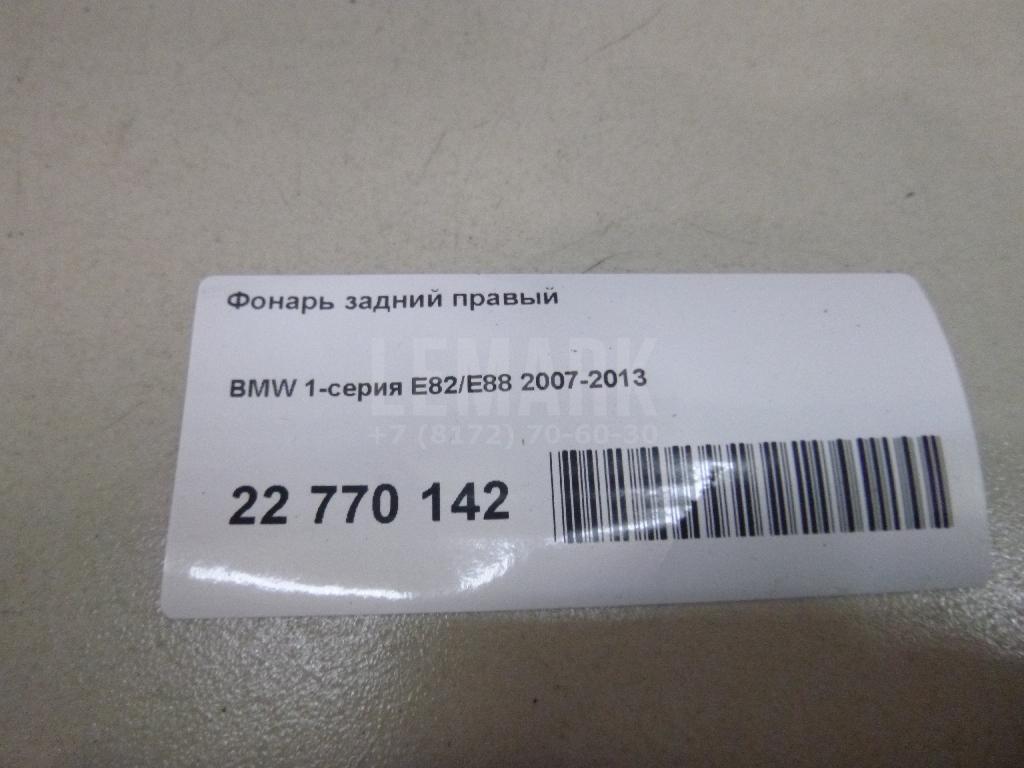 Фонарь задний правый
LEMARK
BMW 1-серия E82/E88 2007-2013
+7 (8172) 70-60-30
22 770 142